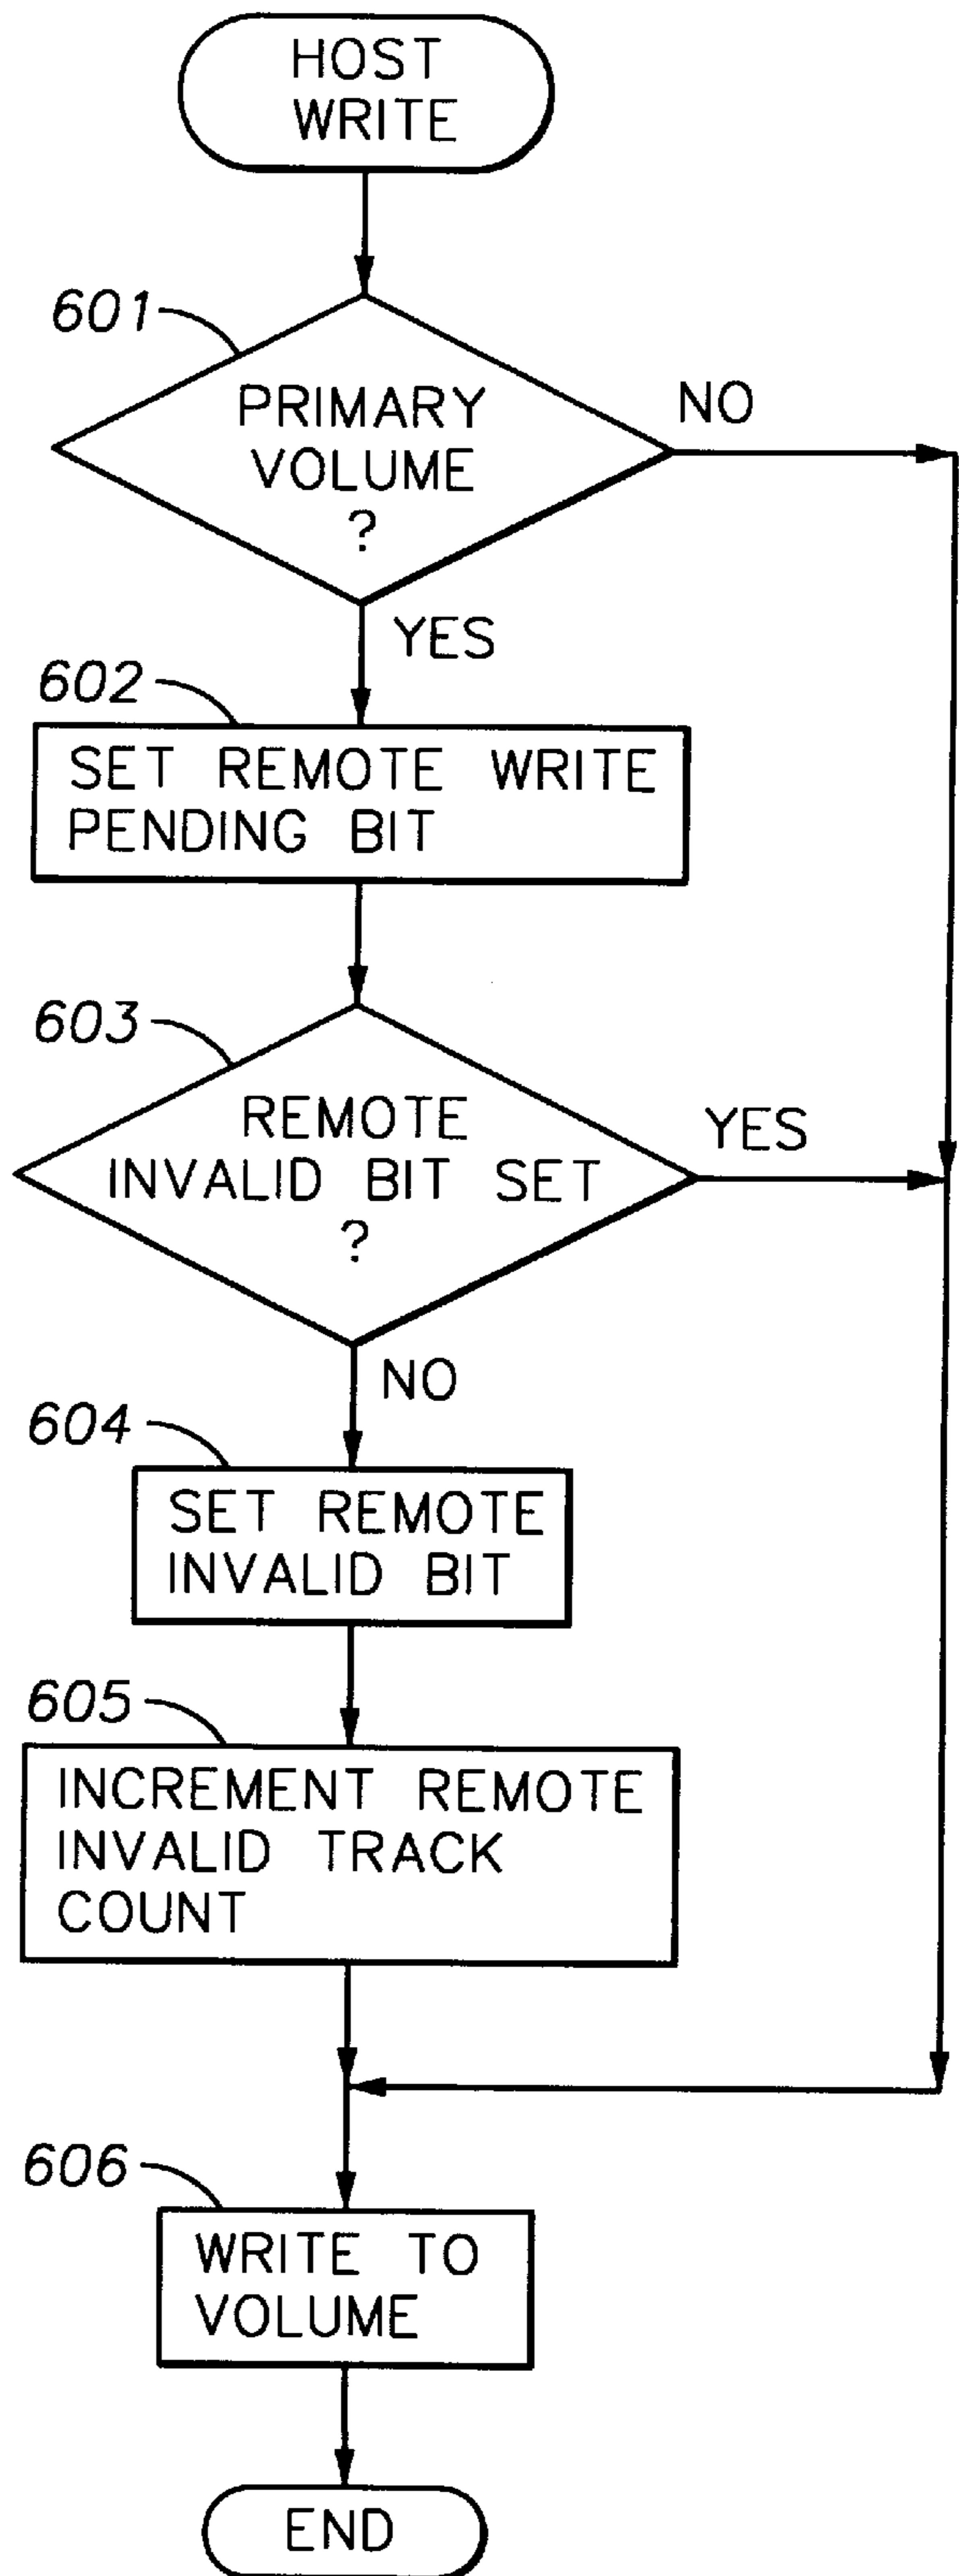 HOST
WRITE
601
PRIMARY
VOLUME
?
NO
YES
602
SET REMOTE WRITE
PENDING BIT
603
REMOTE
INVALID BIT SET
?
YES
NO
604
SET REMOTE
INVALID BIT
605
INCREMENT REMOTE
INVALID TRACK
COUNT
606
WRITE TO
VOLUME
END